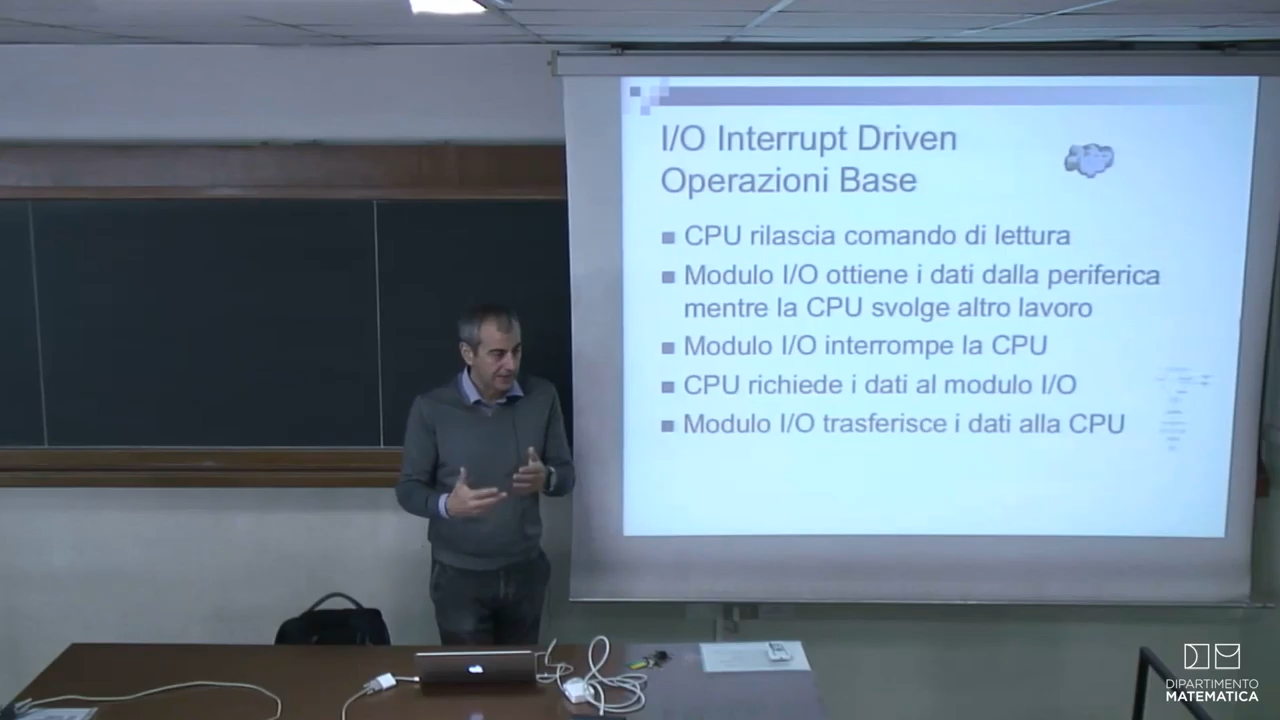 I/O Interrupt Driven
Operazioni Base
CPU rilascia comando di lettura
Modulo I/O ottiene i dati dalla periferica
mentre la CPU svolge altro lavoro
Modulo I/O interrompe la CPU
CPU richiede i dati al modulo I/O
Modulo I/O trasferisce i dati alla CPU
DIPARTIMENTO
MATEMATICA